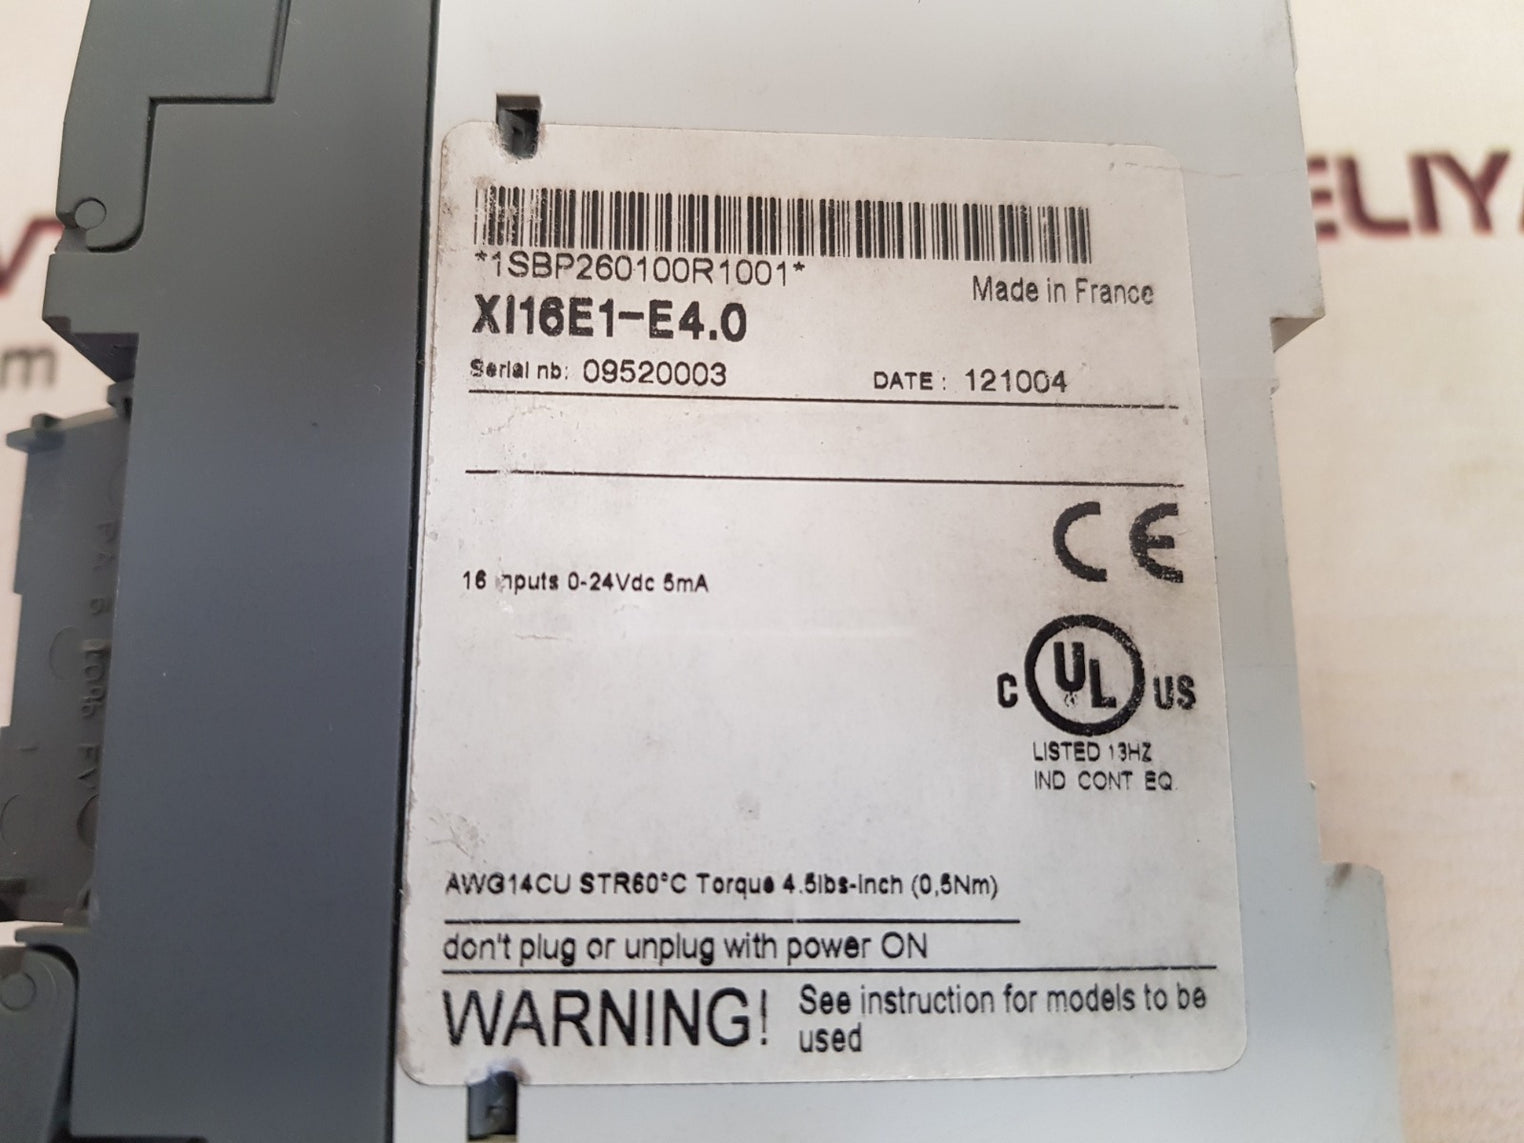 *1SBP260100R1001*
Made in France
XI16E1-E4.0
Serial nb: 09520003 DATE: 121004
CE
16 inputs 0-24Vdc 5mA
C UL US
LISTED 13HZ
IND CONT EQ.
AWG14CU STR60°C Torque 4.5lbs-inch (0,5Nm)
don't plug or unplug with power ON
WARNING! See instruction for models to be
used